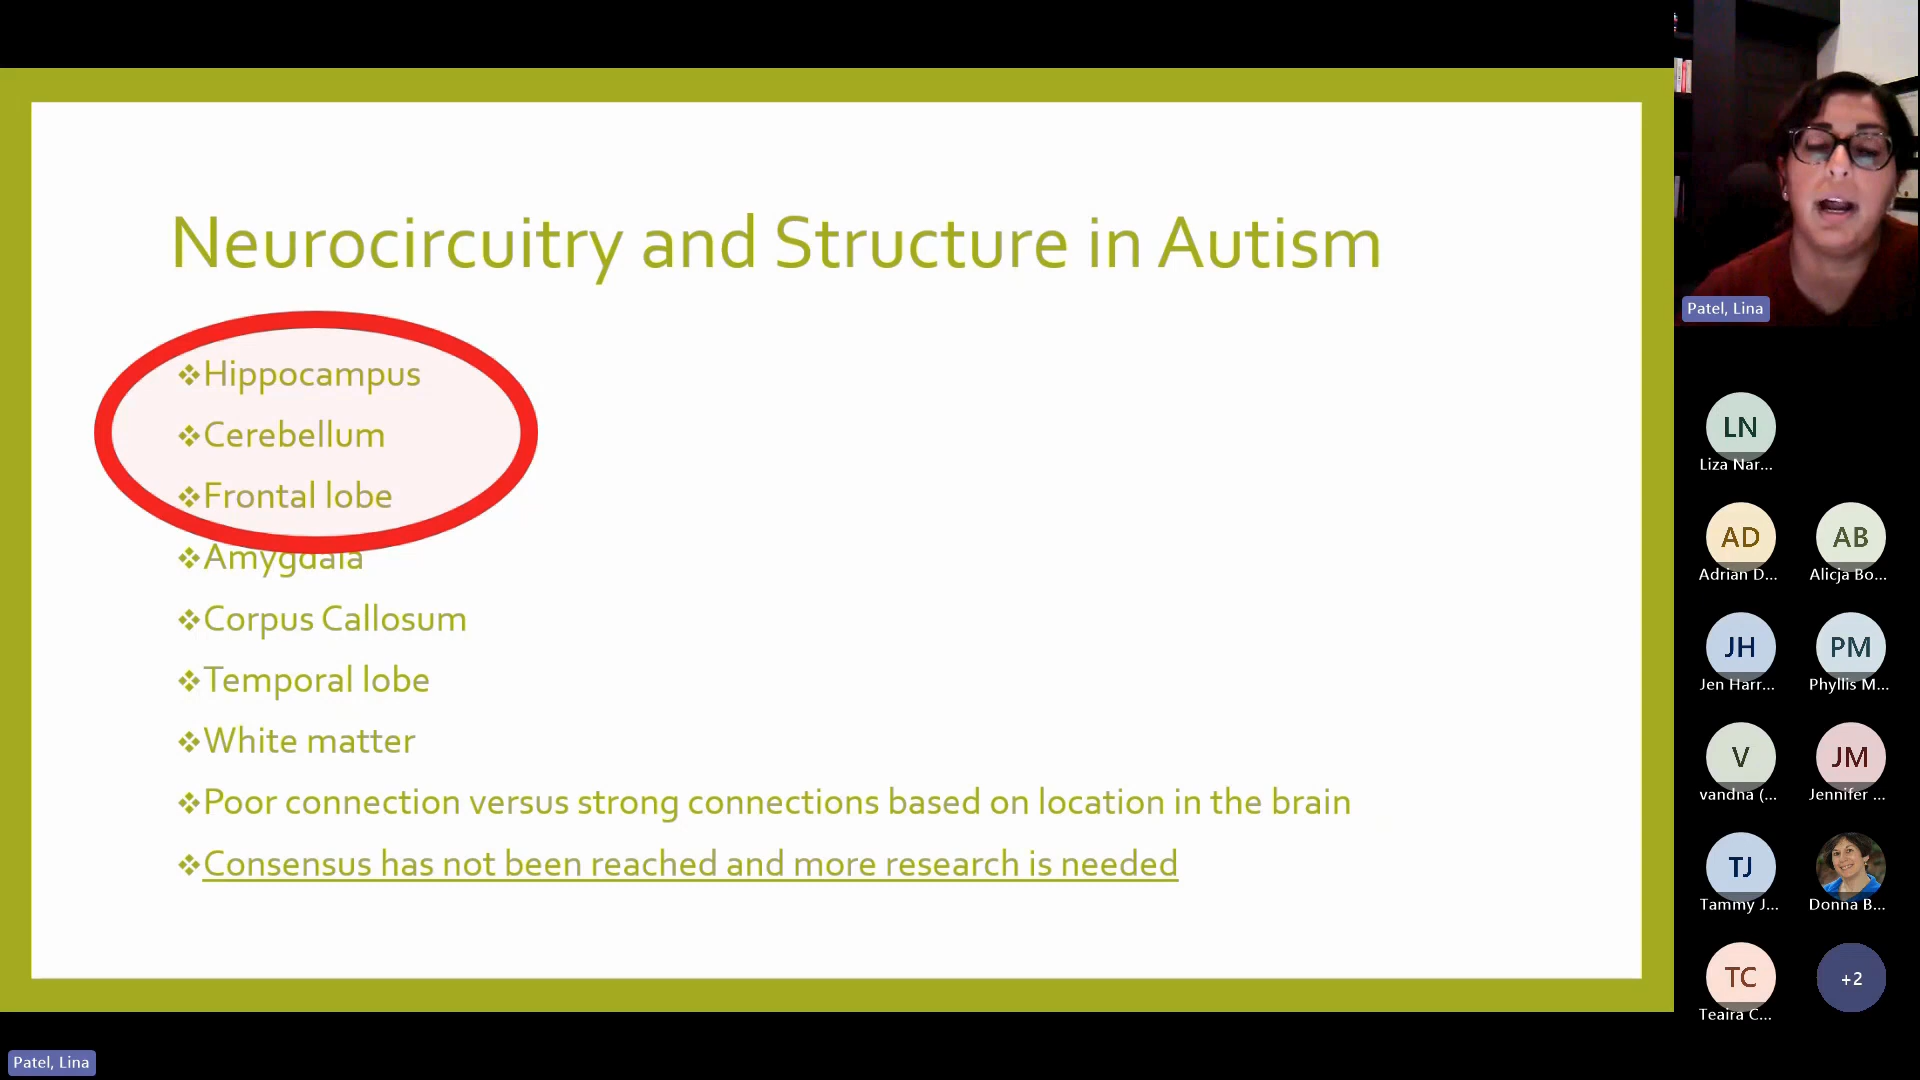 Neurocircuitry and Structure in Autism
❖Hippocampus
❖Cerebellum
❖Frontal lobe
❖Amygdala
❖Corpus Callosum
❖Temporal lobe
❖White matter
❖Poor connection versus strong connections based on location in the brain
❖Consensus has not been reached and more research is needed
Patel, Lina
LN
Liza Nar...
AD
Adrian D...
AB
Alicja Bo...
JH
Jen Harr...
PM
Phyllis M...
V
vandna (...
JM
Jennifer ...
TJ
Tammy J...
Donna B...
TC
Teaira C...
+2
Patel, Lina